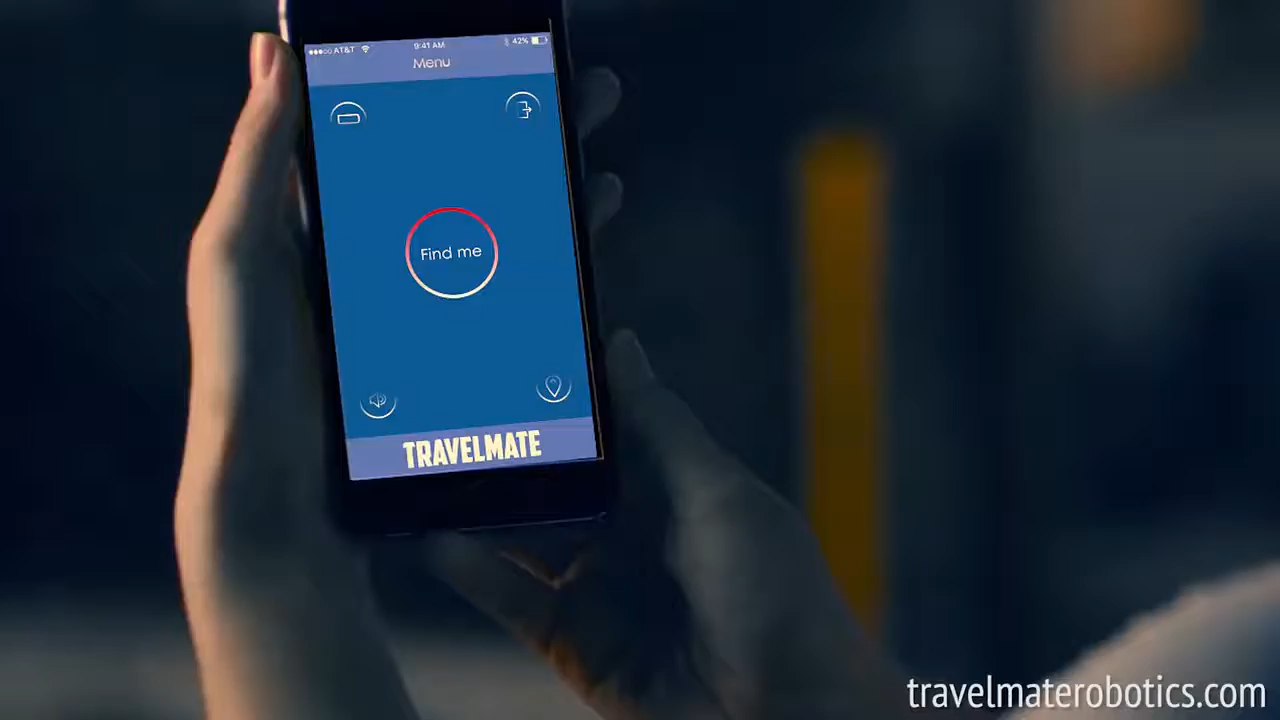 AT&T 9:41 AM 42%
Menu
Find me
TRAVELMATE
travelmaterobotics.com